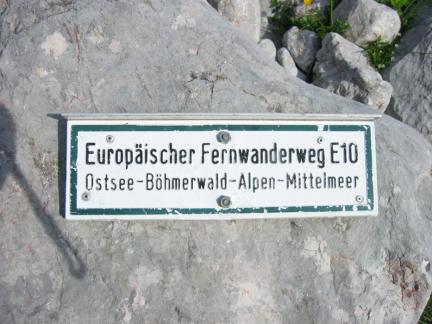 Europäischer Fernwanderweg E10
Ostsee-Böhmerwald-Alpen-Mittelmeer